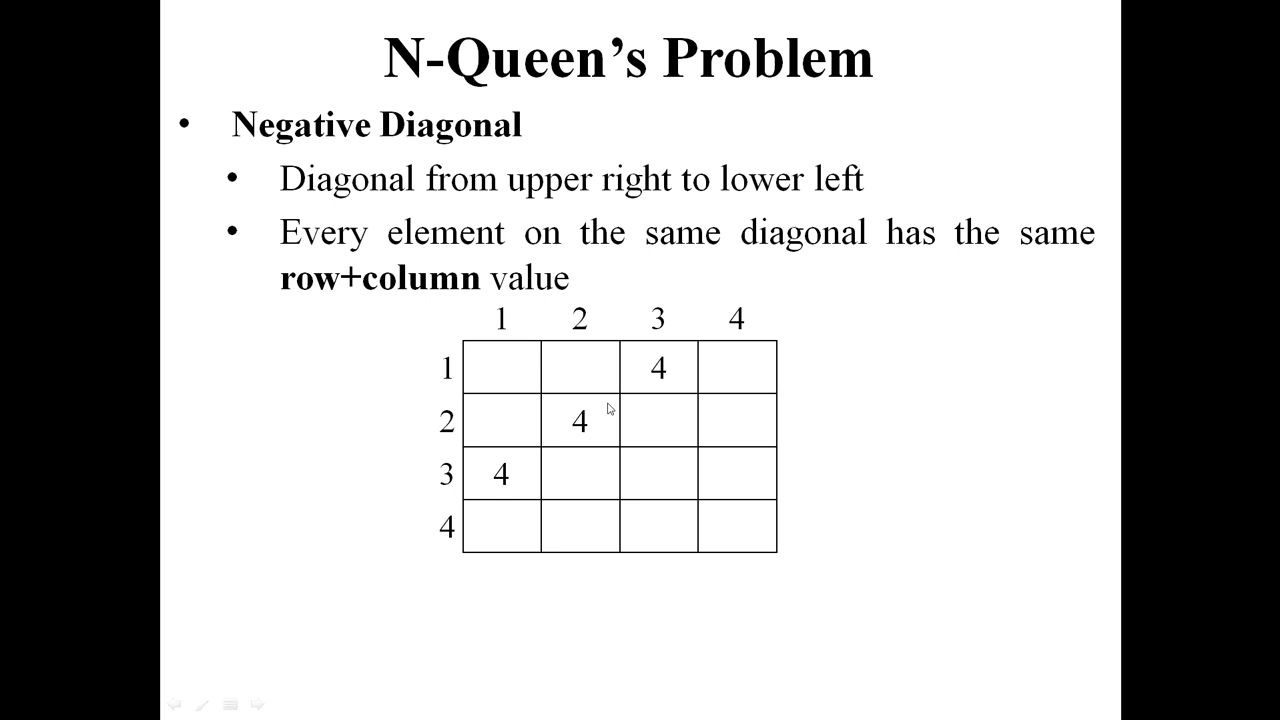 N-Queen’s Problem
• Negative Diagonal
• Diagonal from upper right to lower left
• Every element on the same diagonal has the same
row+column value
1 2 3 4
1 4
2 4
3 4
4